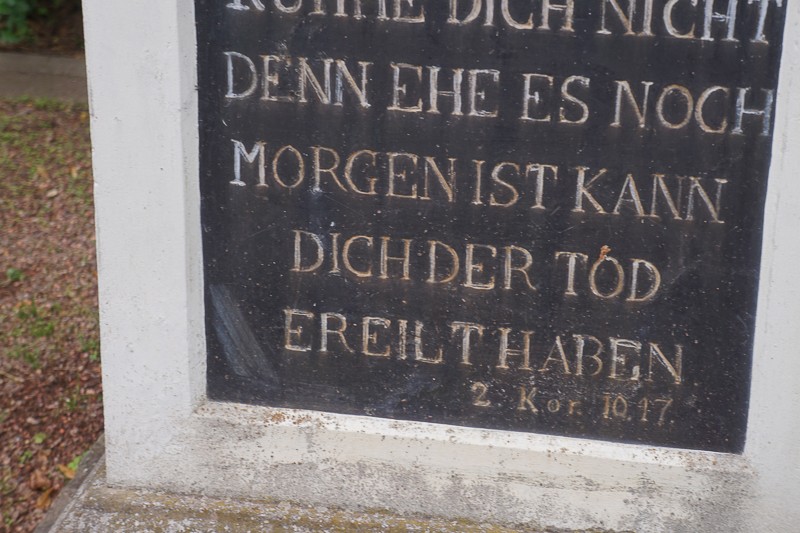 RÜHME DICH NICHT
DENN EHE ES NOCH
MORGEN IST KANN
DICH DER TOD
EREILT HABEN
2. Kor. 10.17